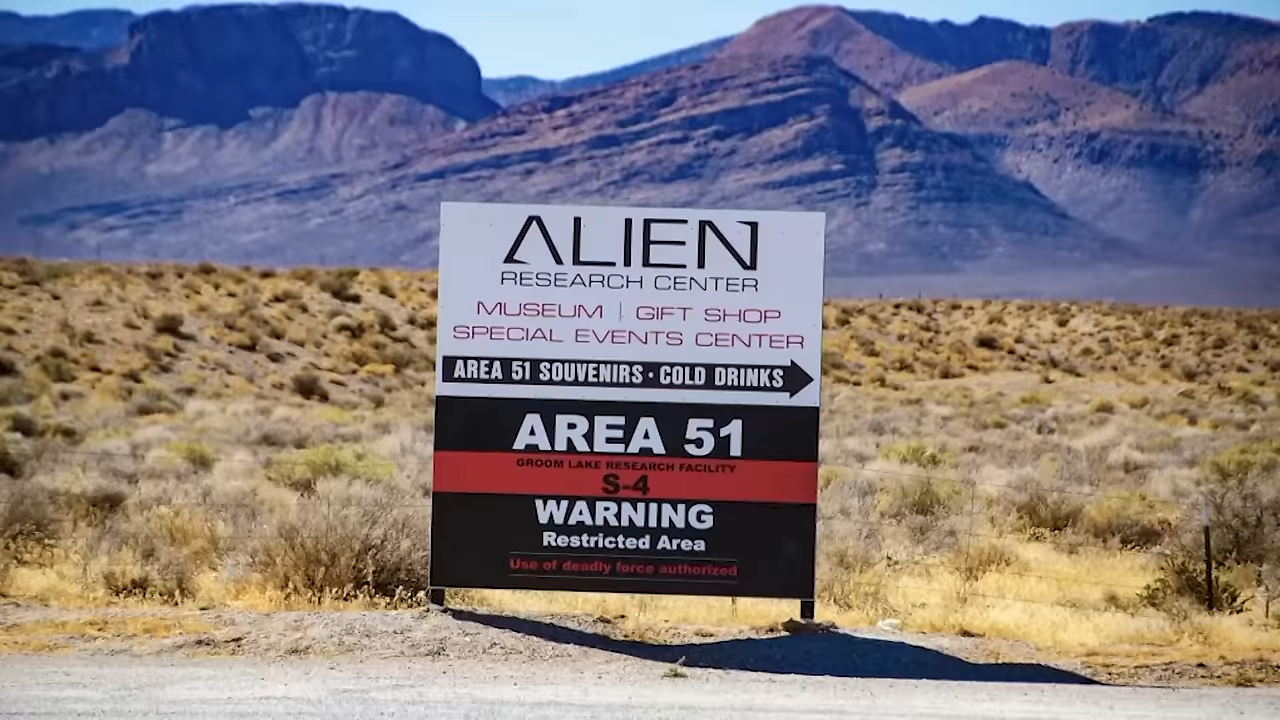 ALIEN
RESEARCH CENTER
MUSEUM | GIFT SHOP
SPECIAL EVENTS CENTER
AREA 51 SOUVENIRS · COLD DRINKS
AREA 51
GROOM LAKE RESEARCH FACILITY
S-4
WARNING
Restricted Area
Use of deadly force authorized